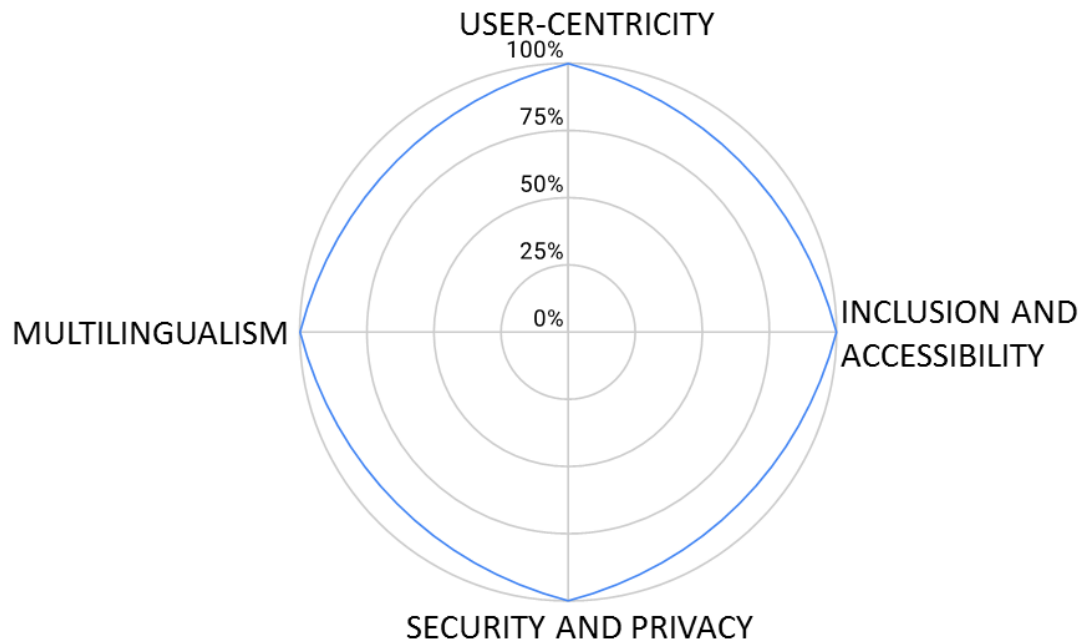 USER-CENTRICITY
100%
75%
50%
25%
0%
MULTILINGUALISM
INCLUSION AND
ACCESSIBILITY
SECURITY AND PRIVACY